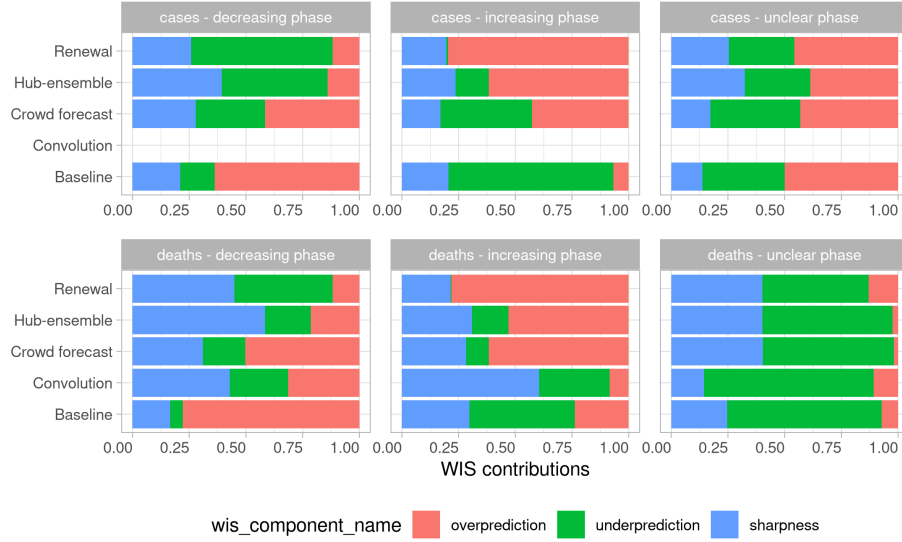 cases - decreasing phase cases - increasing phase cases - unclear phase
Renewal
Hub-ensemble
Crowd forecast
Convolution
Baseline
0.00 0.25 0.50 0.75 1.00 0.00 0.25 0.50 0.75 1.00 0.00 0.25 0.50 0.75 1.00
deaths - decreasing phase deaths - increasing phase deaths - unclear phase
Renewal
Hub-ensemble
Crowd forecast
Convolution
Baseline
0.00 0.25 0.50 0.75 1.00 0.00 0.25 0.50 0.75 1.00 0.00 0.25 0.50 0.75 1.00
WIS contributions
wis_component_name overprediction underprediction sharpness